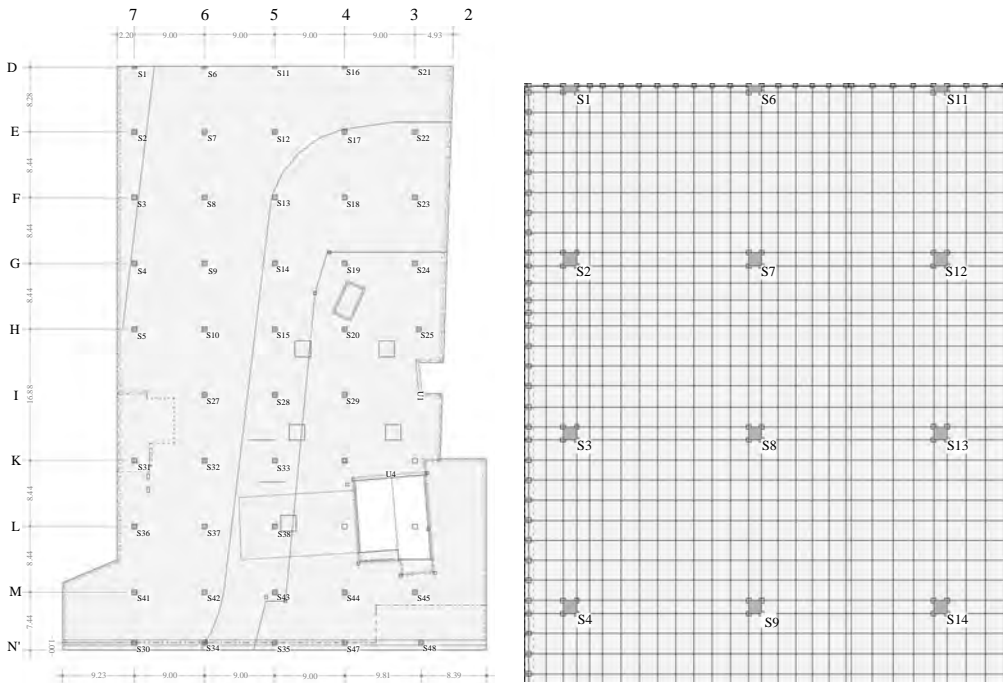 7 6 5 4 3 2
2.20 9.00 9.00 9.00 9.00 4.93
D S1 S6 S11 S16 S21
8.28
E S2 S7 S12 S17 S22
8.44
F S3 S8 S13 S18 S23
8.44
G S4 S9 S14 S19 S24
8.44
H S5 S10 S15 S20 S25
16.88
U1
I S27 S28 S29
K S31 S32 S33
U4
8.44
L S36 S37 S38
8.44
M S41 S42 S43 S44 S45
7.44
1.00
N' S30 S34 S35 S47 S48
9.23 9.00 9.00 9.00 9.81 8.39
S1 S6 S11
S2 S7 S12
S3 S8 S13
S4 S9 S14